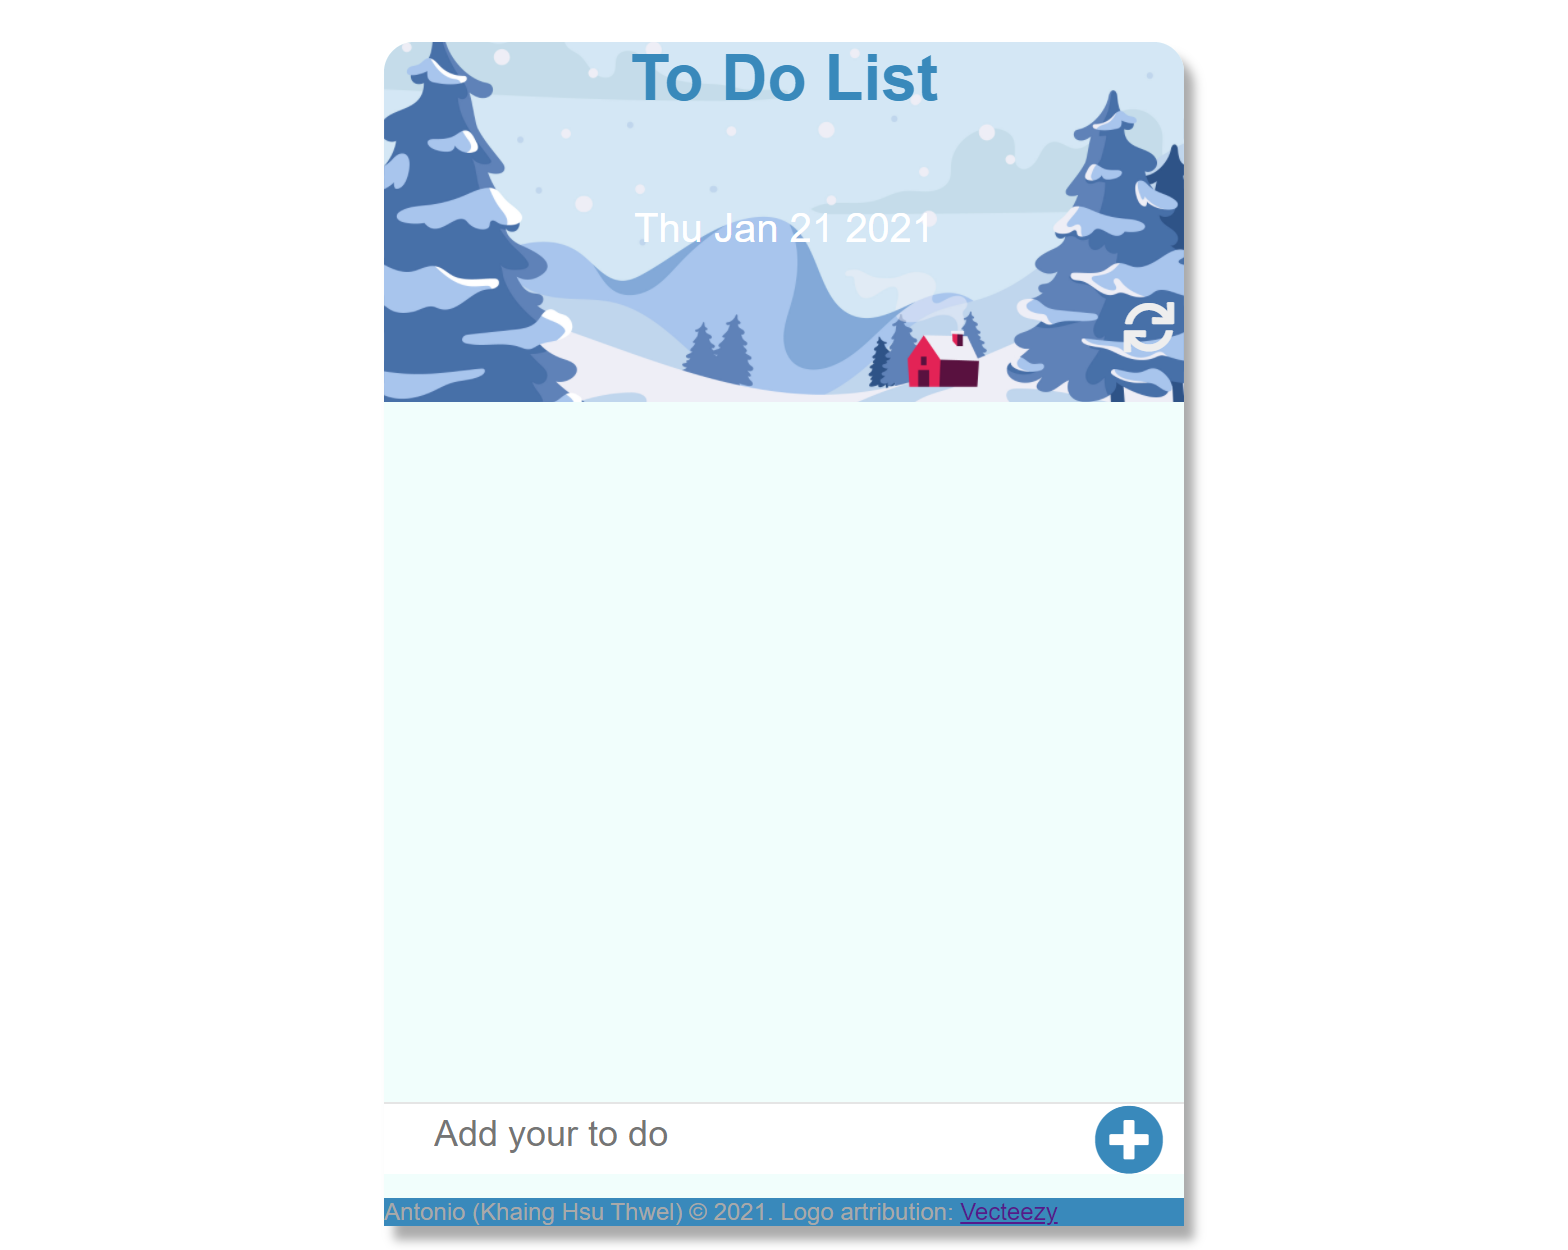 To Do List
Thu Jan 21 2021
Add your to do
Antonio (Khaing Hsu Thwel) © 2021. Logo artribution: Vecteezy